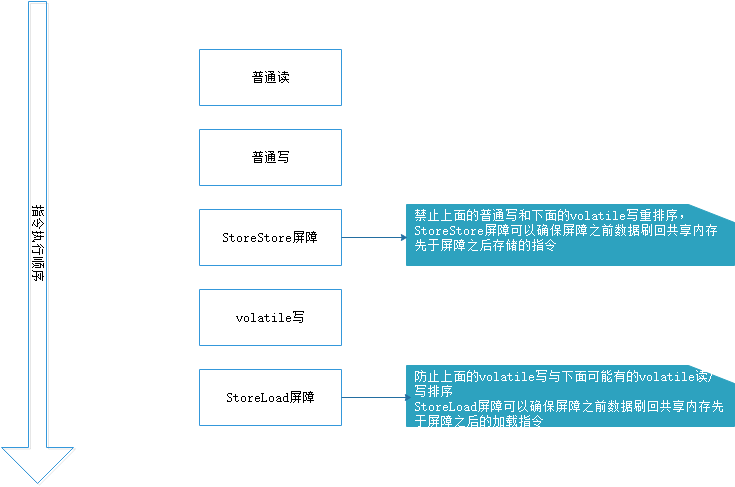 指令执行顺序
普通读
普通写
StoreStore屏障
禁止上面的普通写和下面的volatile写重排序,
StoreStore屏障可以确保屏障之前数据刷回共享内存
先于屏障之后存储的指令
volatile写
StoreLoad屏障
防止上面的volatile写与下面可能有的volatile读/
写排序
StoreLoad屏障可以确保屏障之前数据刷回共享内存先
于屏障之后的加载指令